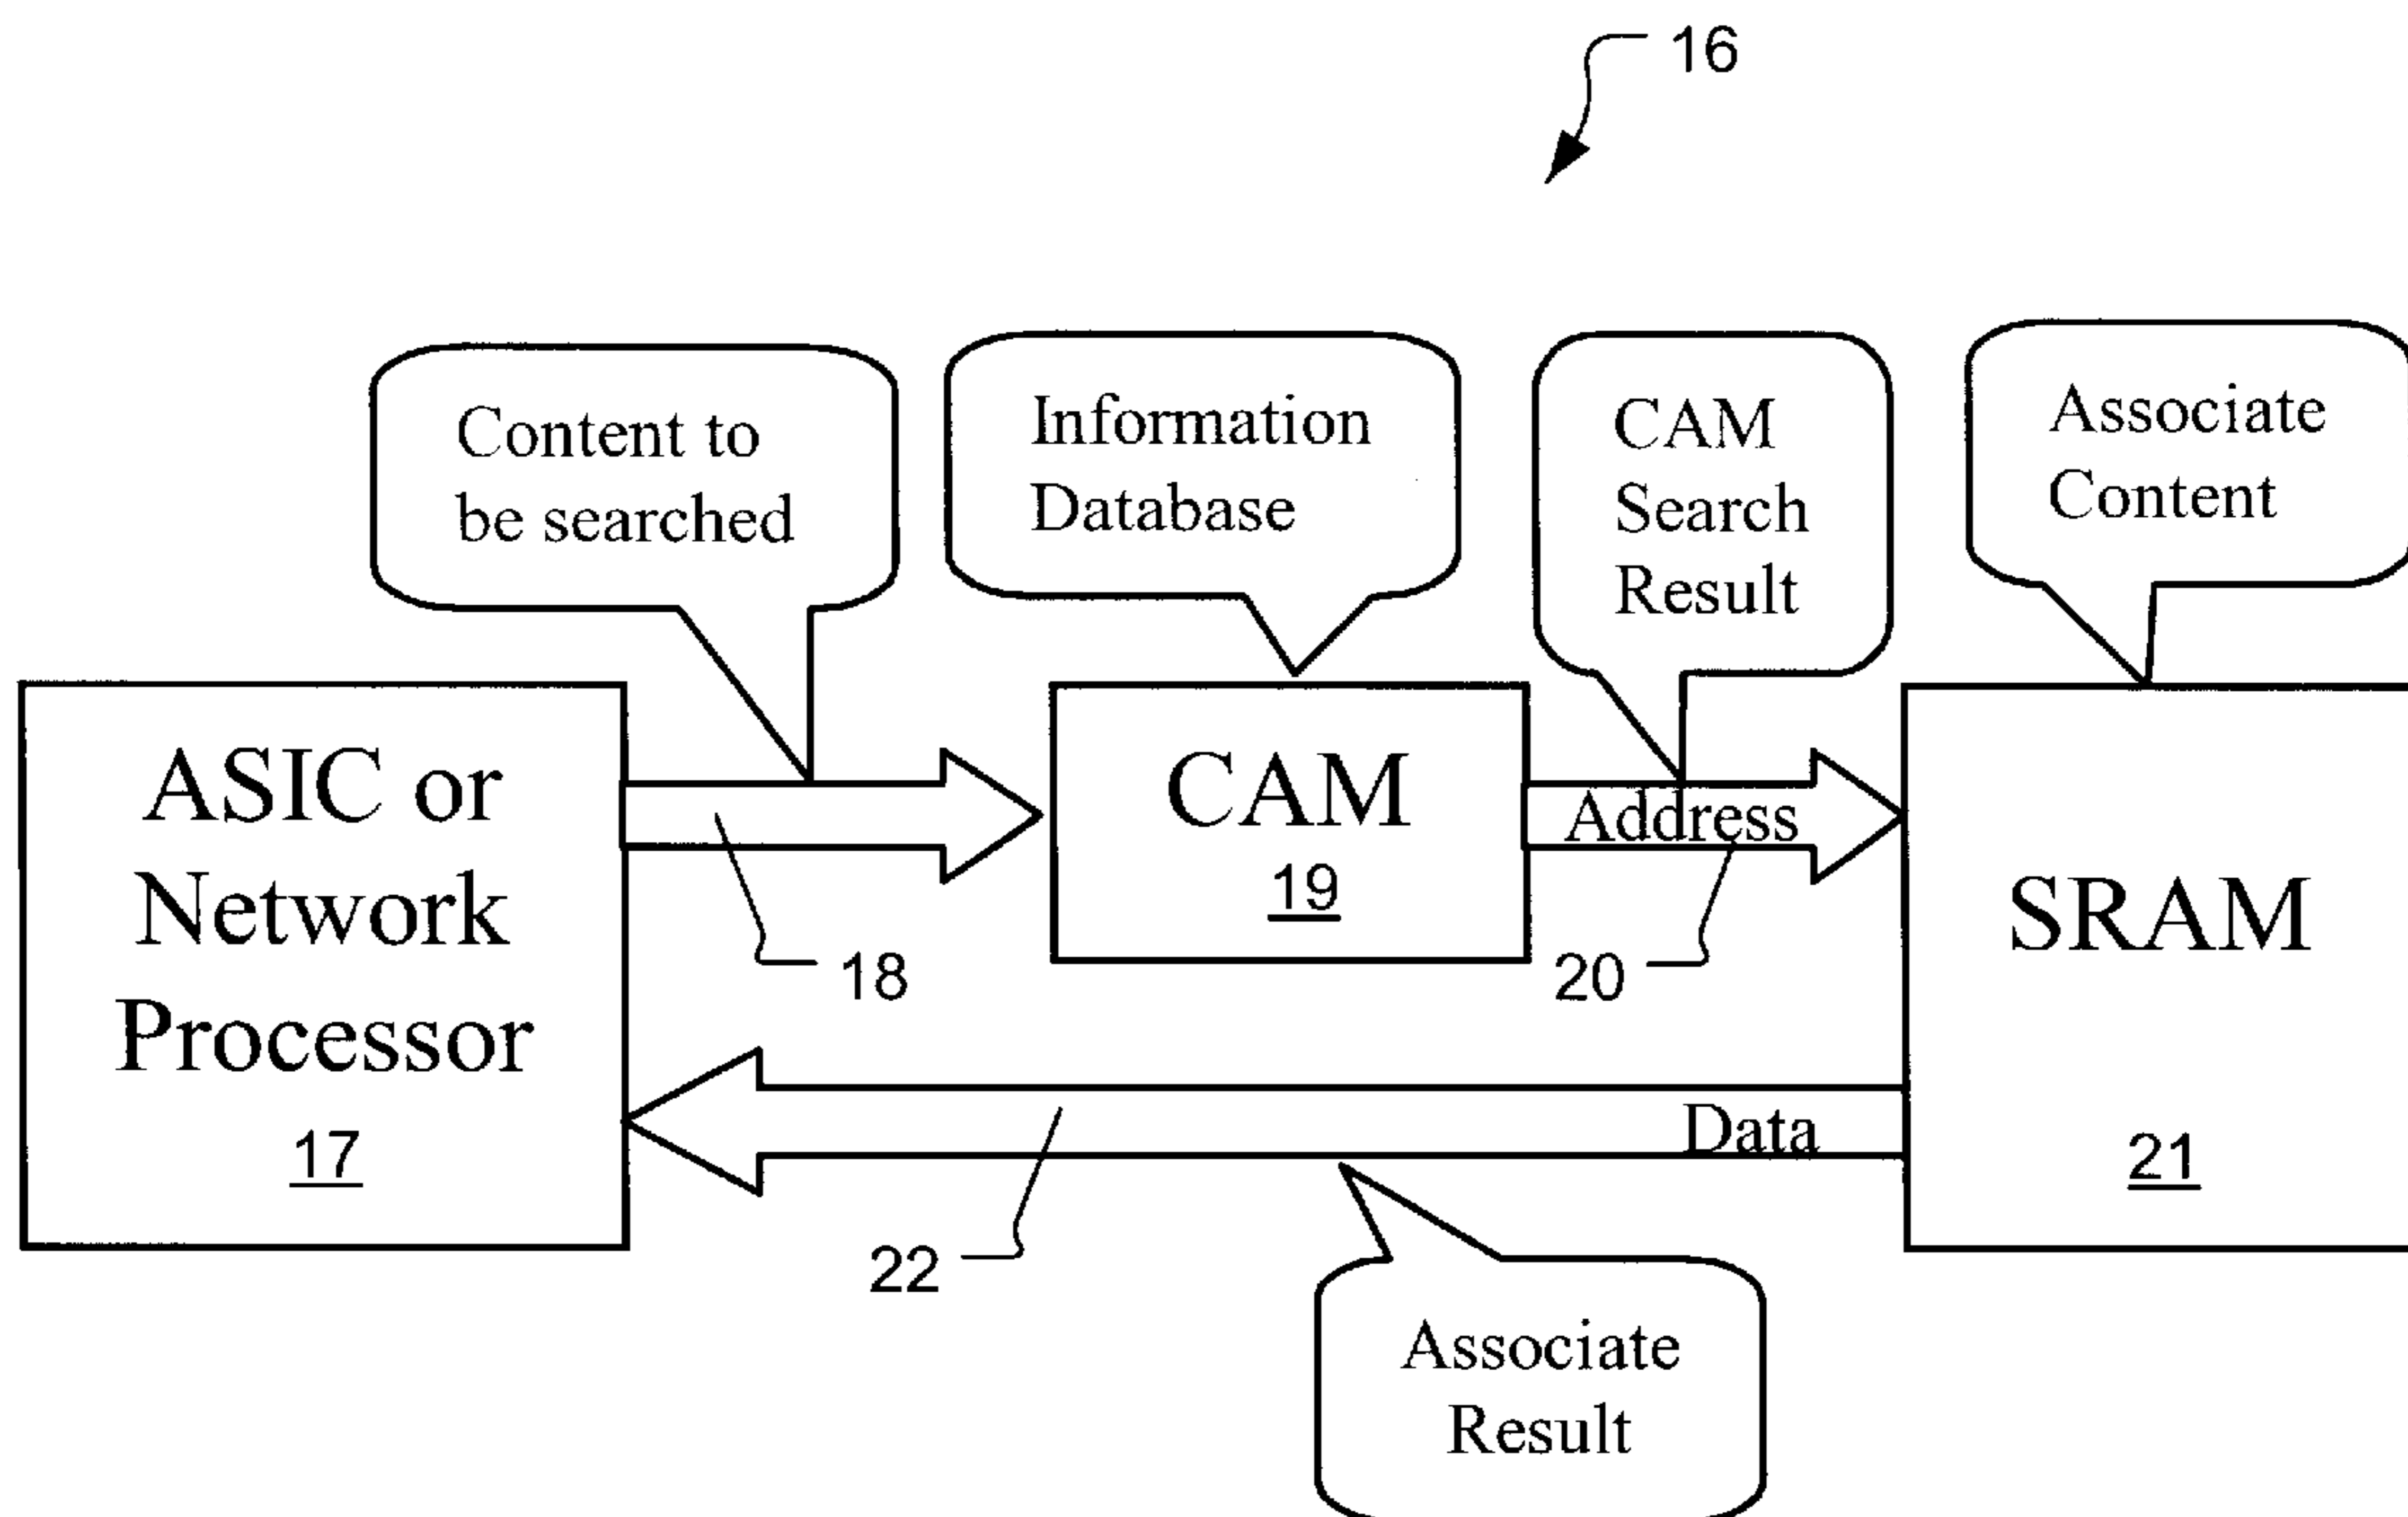 16
Content to
be searched
Information
Database
CAM
Search
Result
Associate
Content
ASIC or
Network
Processor
17
18
CAM
19
Address
20
SRAM
21
Data
22
Associate
Result